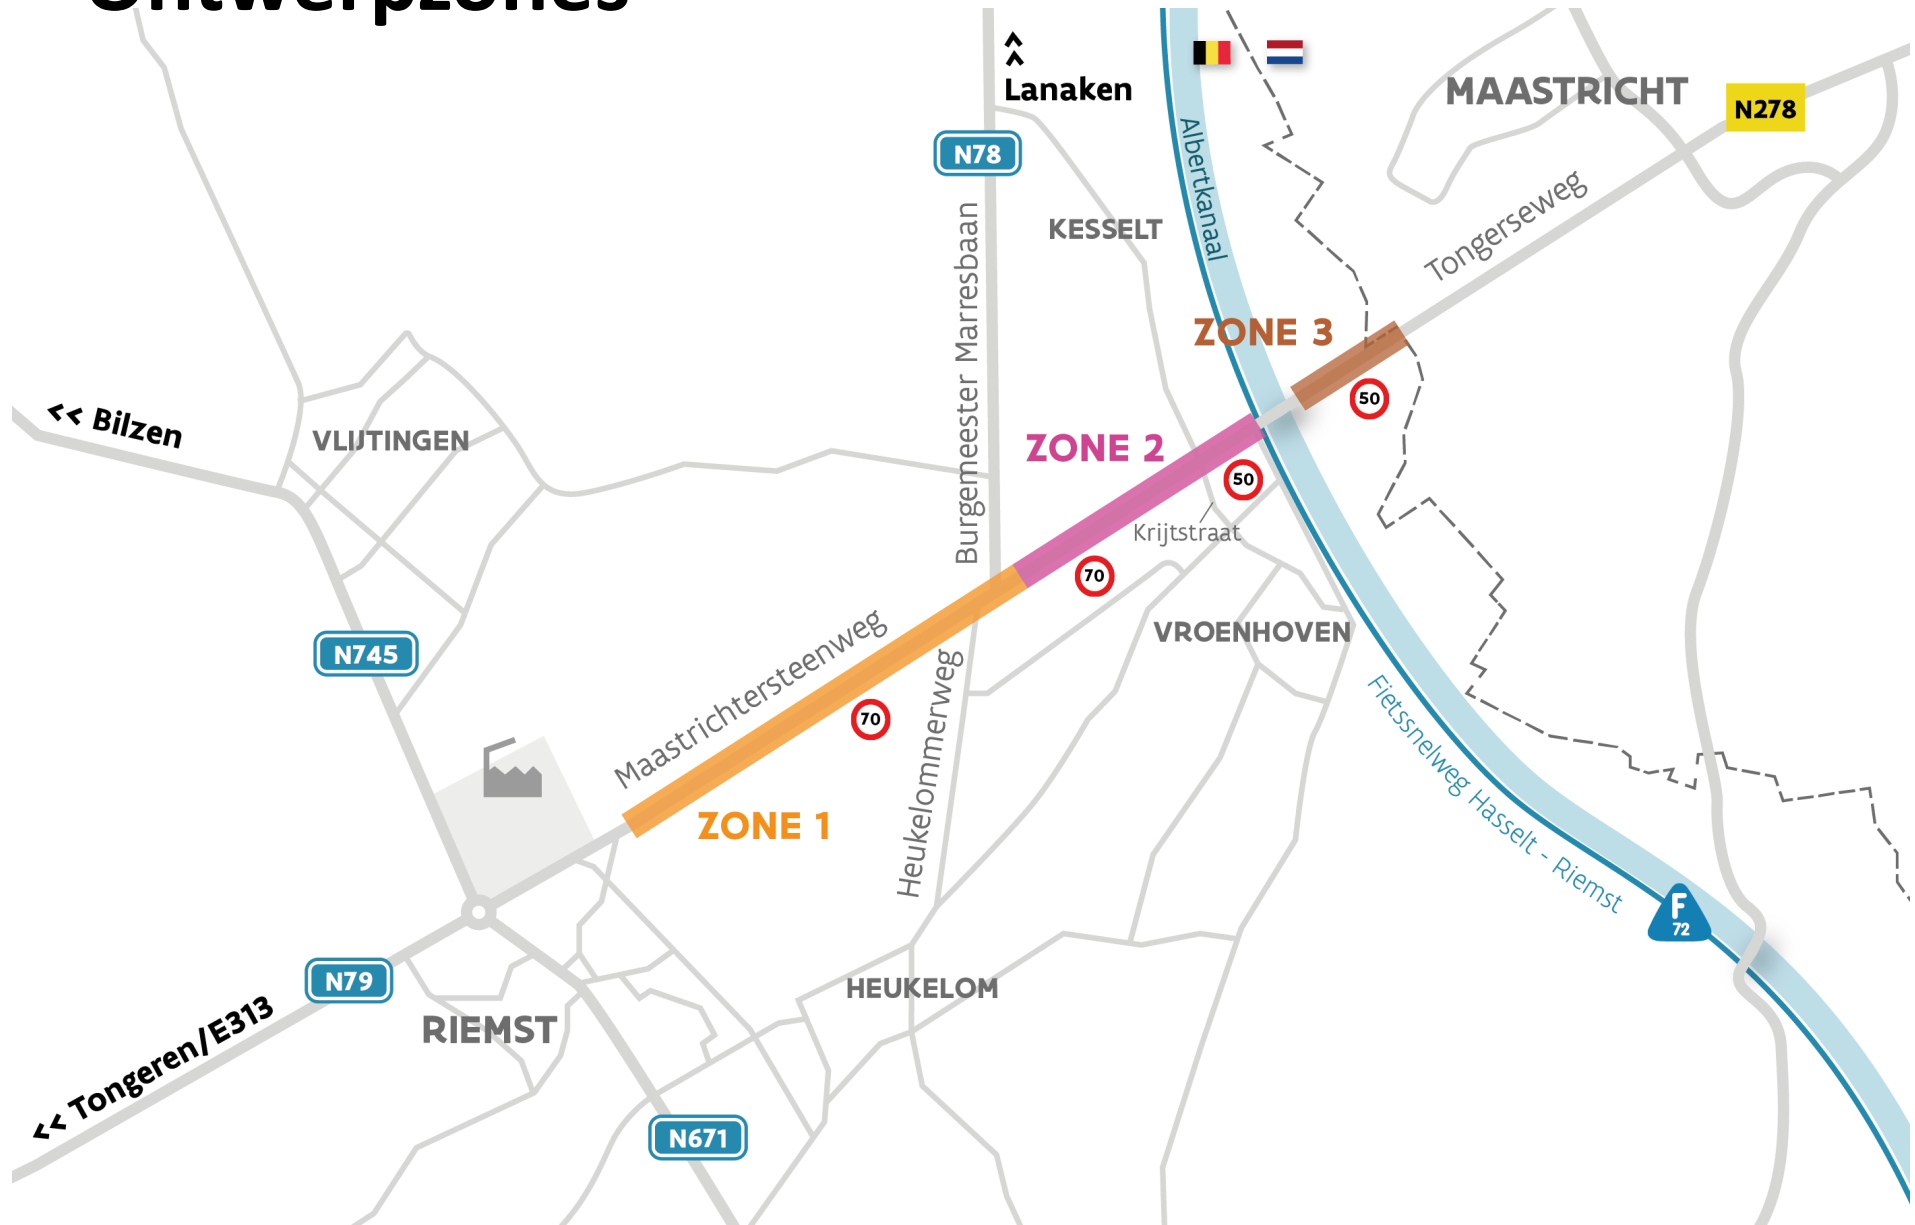 Ontwerpzones
Lanaken
MAASTRICHT
N278
N78
Albertkanaal
KESSELT
Tongerseweg
Burgemeester Marresbaan
ZONE 3
50
<< Bilzen
VLIJTINGEN
ZONE 2
50
Krijtstraat
70
VROENHOVEN
N745
Maastrichtersteenweg
70
Heukelommerweg
Fietssnelweg Hasselt - Riemst
ZONE 1
F
72
N79
HEUKELOM
RIEMST
<< Tongeren/E313
N671